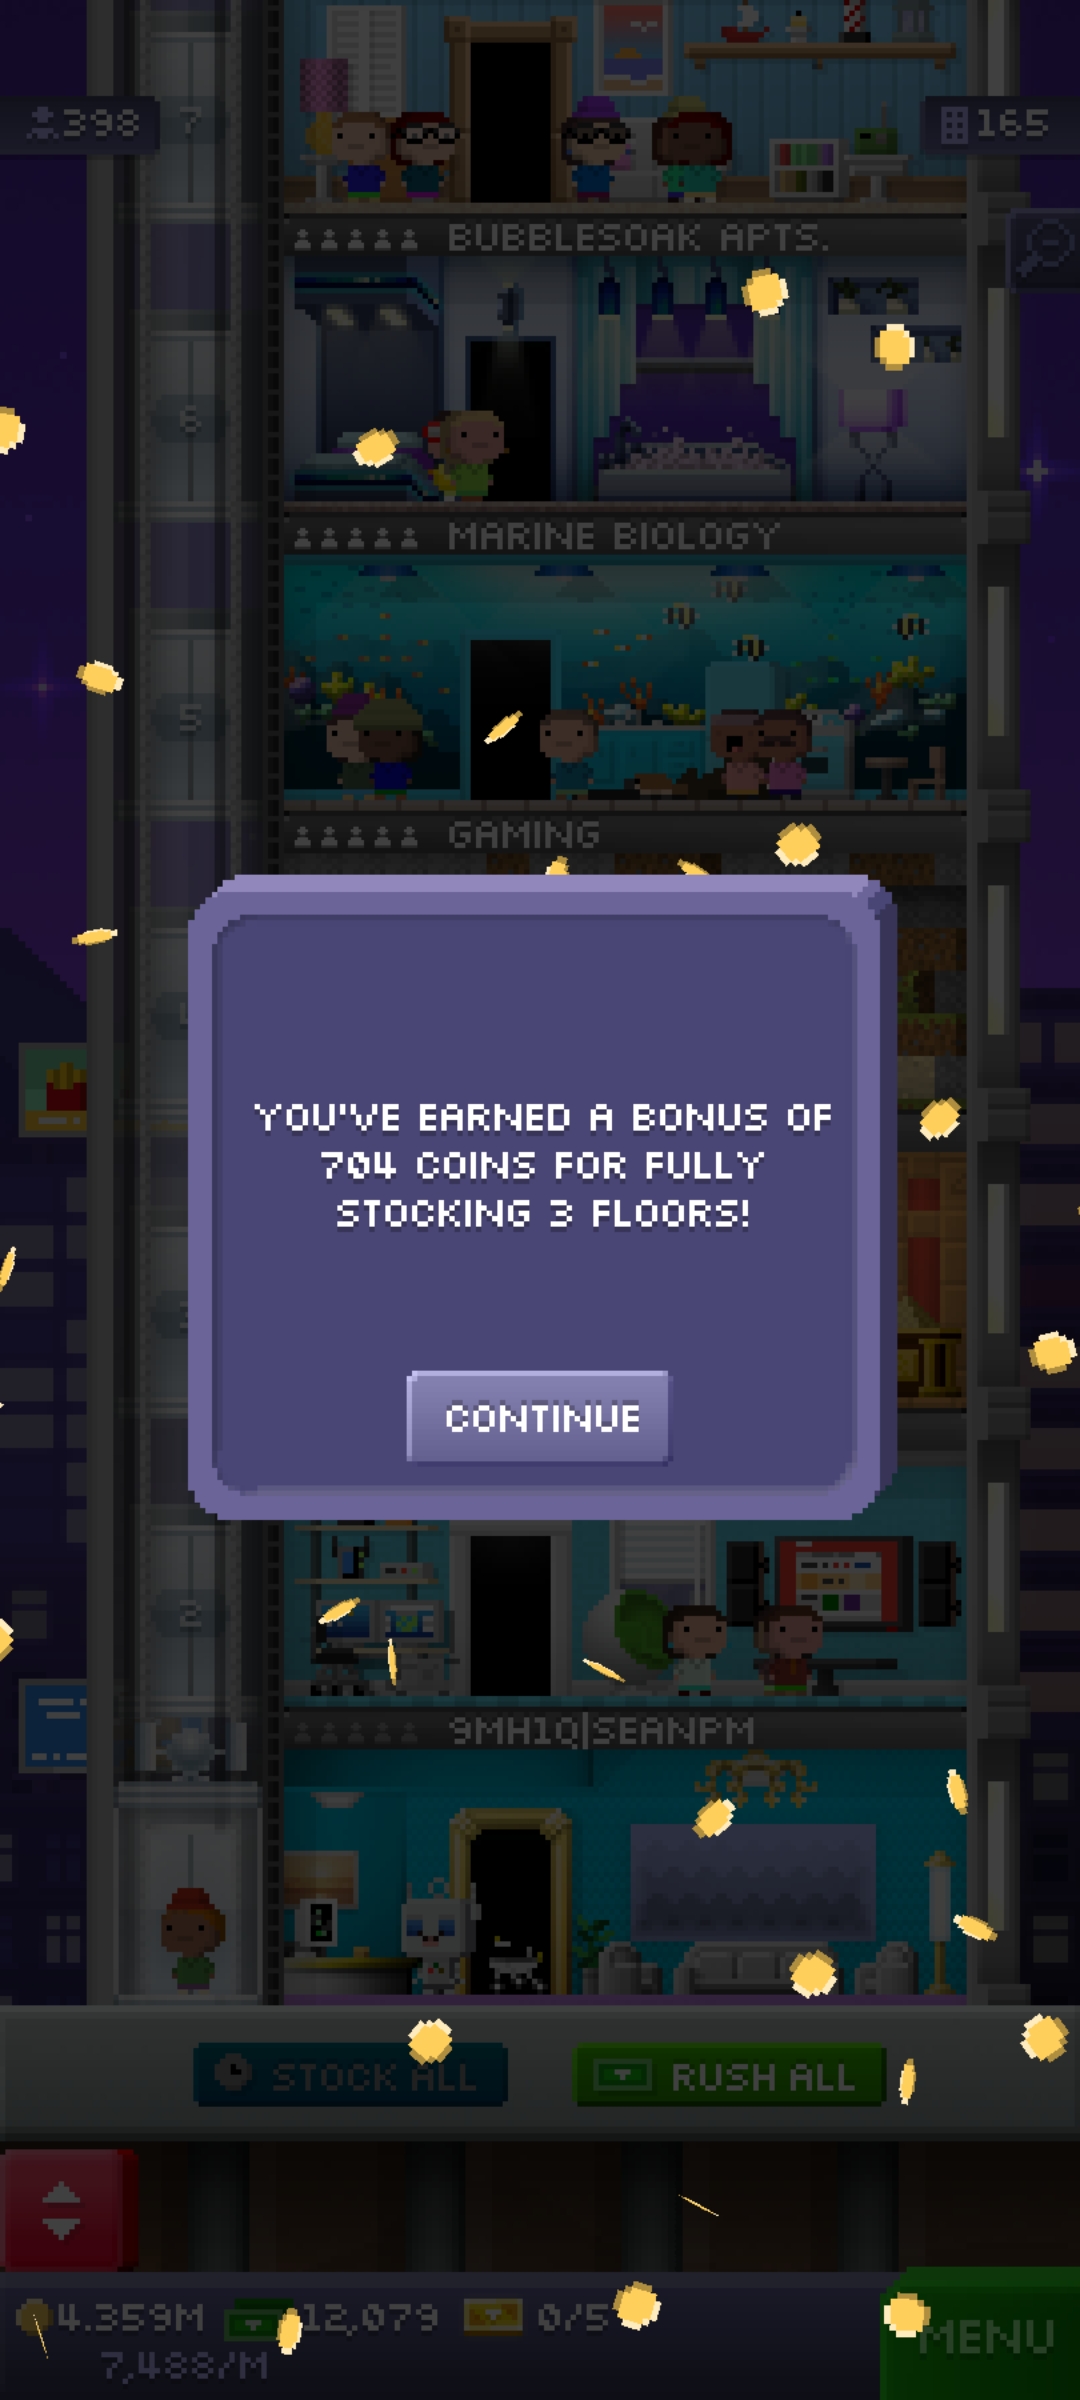 398
7
165
BUBBLESOAK APTS.
6
MARINE BIOLOGY
5
GAMING
YOU'VE EARNED A BONUS OF
704 COINS FOR FULLY
STOCKING 3 FLOORS!
CONTINUE
2
9MH1Q|SEANPM
STOCK ALL
RUSH ALL
4.359M
12,079
0/5
MENU
7,488/M